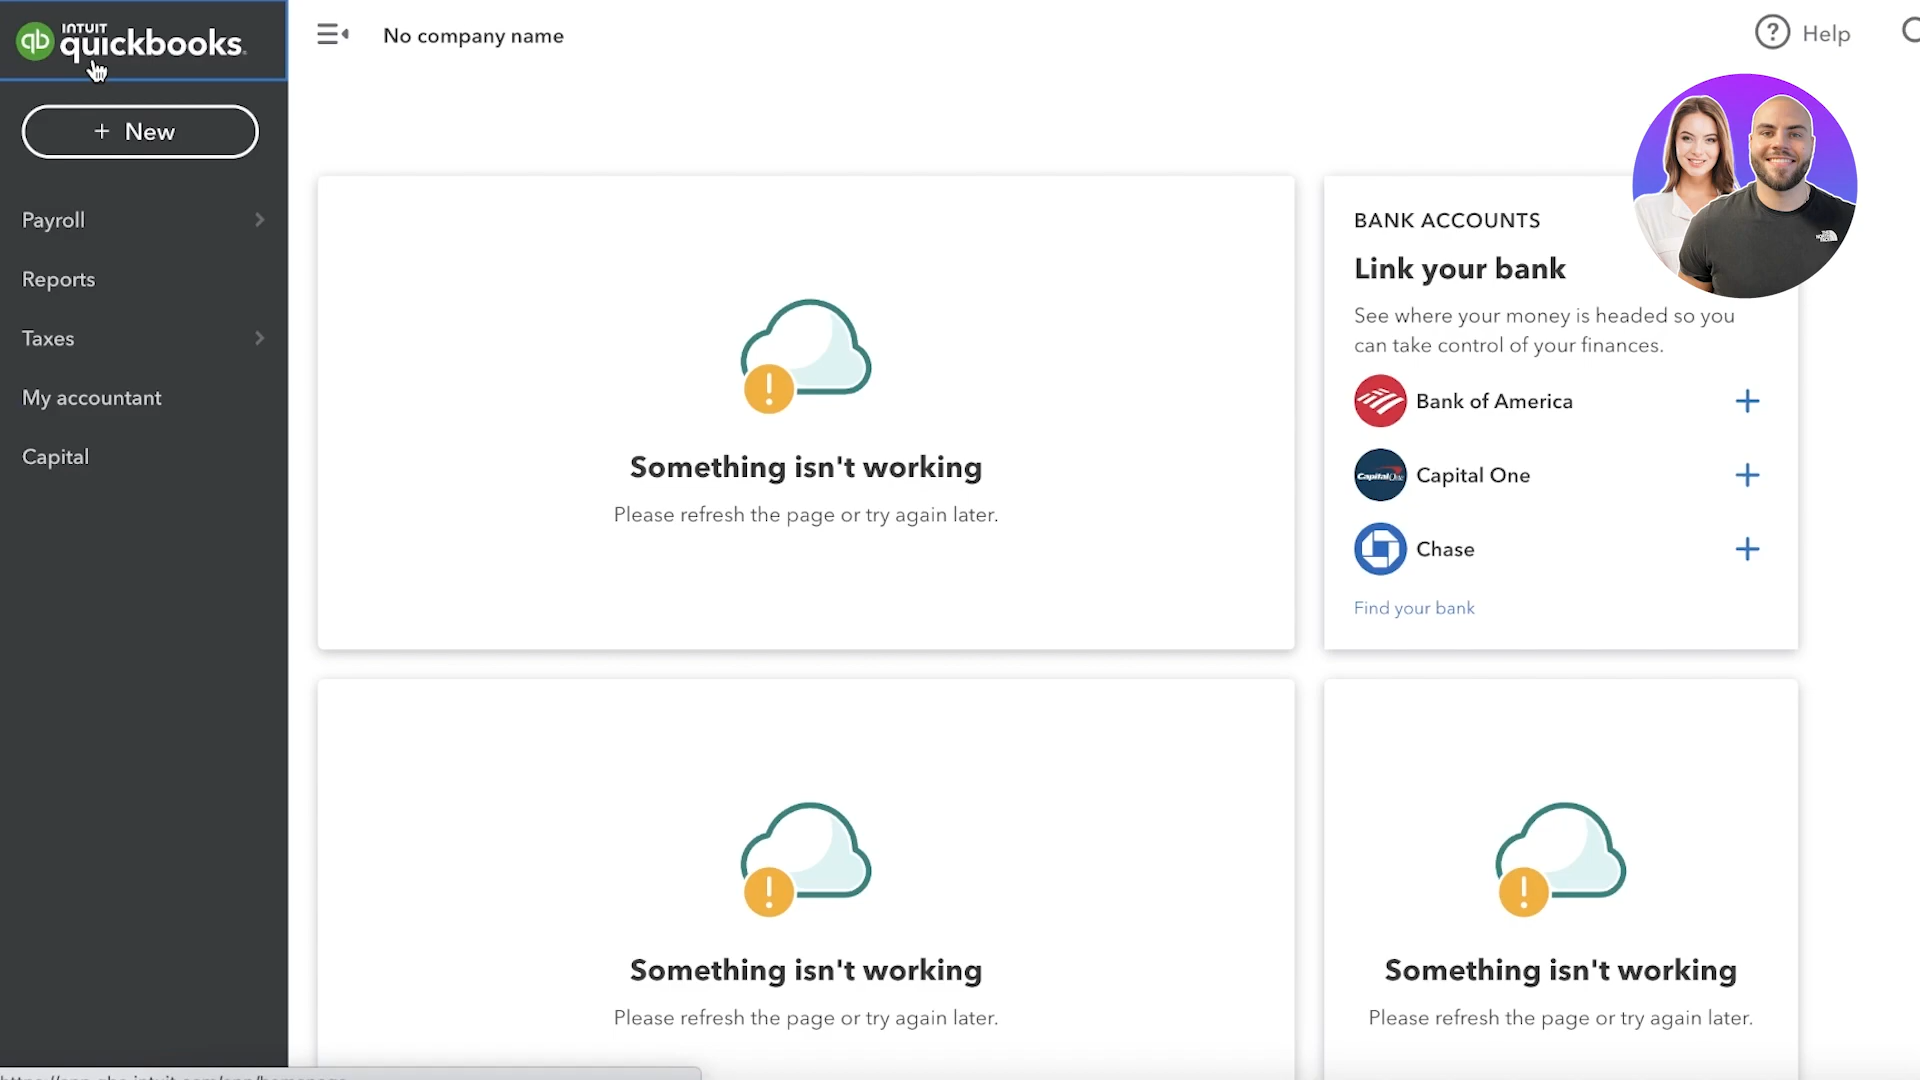 INTUIT
quickbooks
No company name
Help
+ New
Payroll
Reports
Taxes
My accountant
Capital
Something isn't working
Please refresh the page or try again later.
BANK ACCOUNTS
Link your bank
See where your money is headed so you
can take control of your finances.
Bank of America
Capital One
Capital One
Chase
Find your bank
Something isn't working
Please refresh the page or try again later.
Something isn't working
Please refresh the page or try again later.